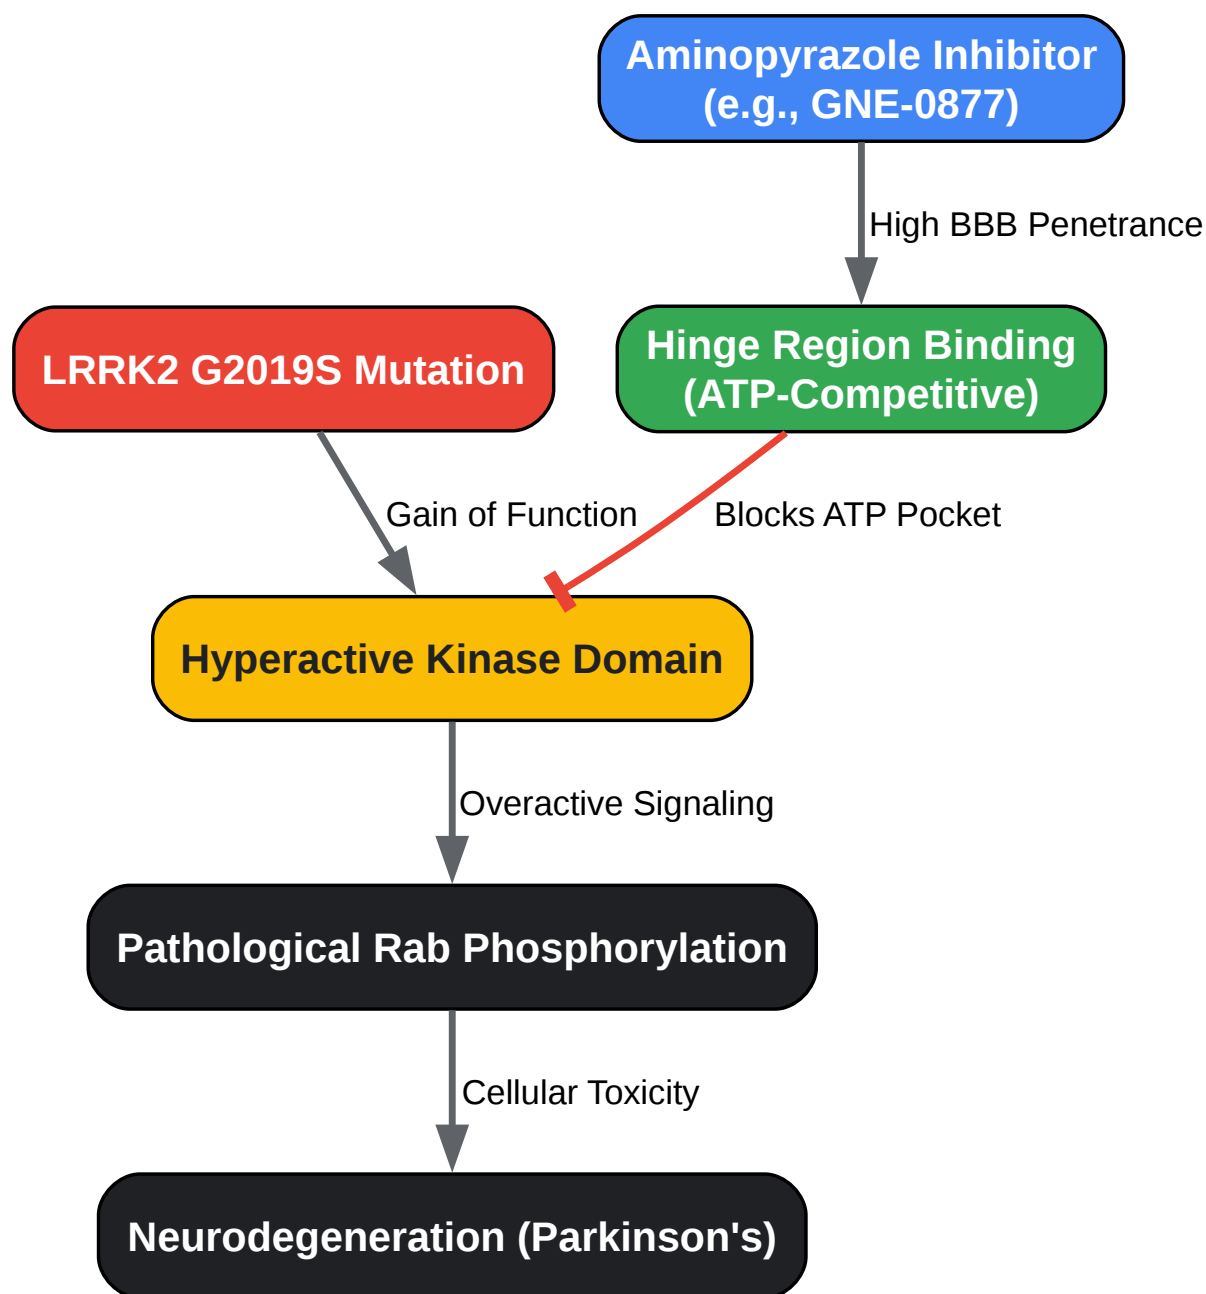 Aminopyrazole Inhibitor
(e.g., GNE-0877)
High BBB Penetrance
LRRK2 G2019S Mutation
Hinge Region Binding
(ATP-Competitive)
Gain of Function
Blocks ATP Pocket
Hyperactive Kinase Domain
Overactive Signaling
Pathological Rab Phosphorylation
Cellular Toxicity
Neurodegeneration (Parkinson's)